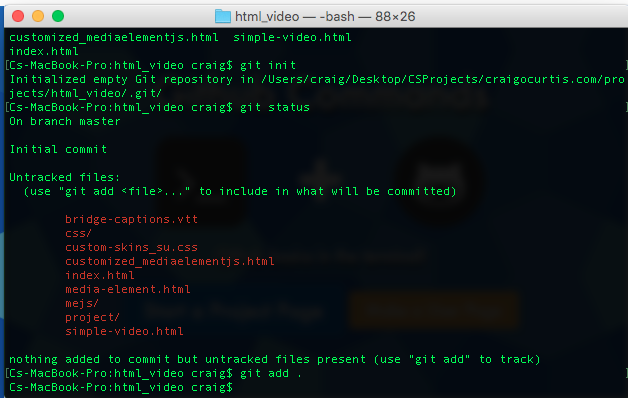 html_video — -bash — 88×26
customized_mediaelementjs.html  simple-video.html
index.html
[Cs-MacBook-Pro:html_video craig$ git init
Initialized empty Git repository in /Users/craig/Desktop/CSProjects/craigocurtis.com/pro
jects/html_video/.git/
[Cs-MacBook-Pro:html_video craig$ git status
On branch master
Initial commit
Untracked files:
  (use "git add <file>..." to include in what will be committed)
        bridge-captions.vtt
        css/
        custom-skins_su.css
        customized_mediaelementjs.html
        index.html
        media-element.html
        mejs/
        project/
        simple-video.html
nothing added to commit but untracked files present (use "git add" to track)
[Cs-MacBook-Pro:html_video craig$ git add .
Cs-MacBook-Pro:html_video craig$